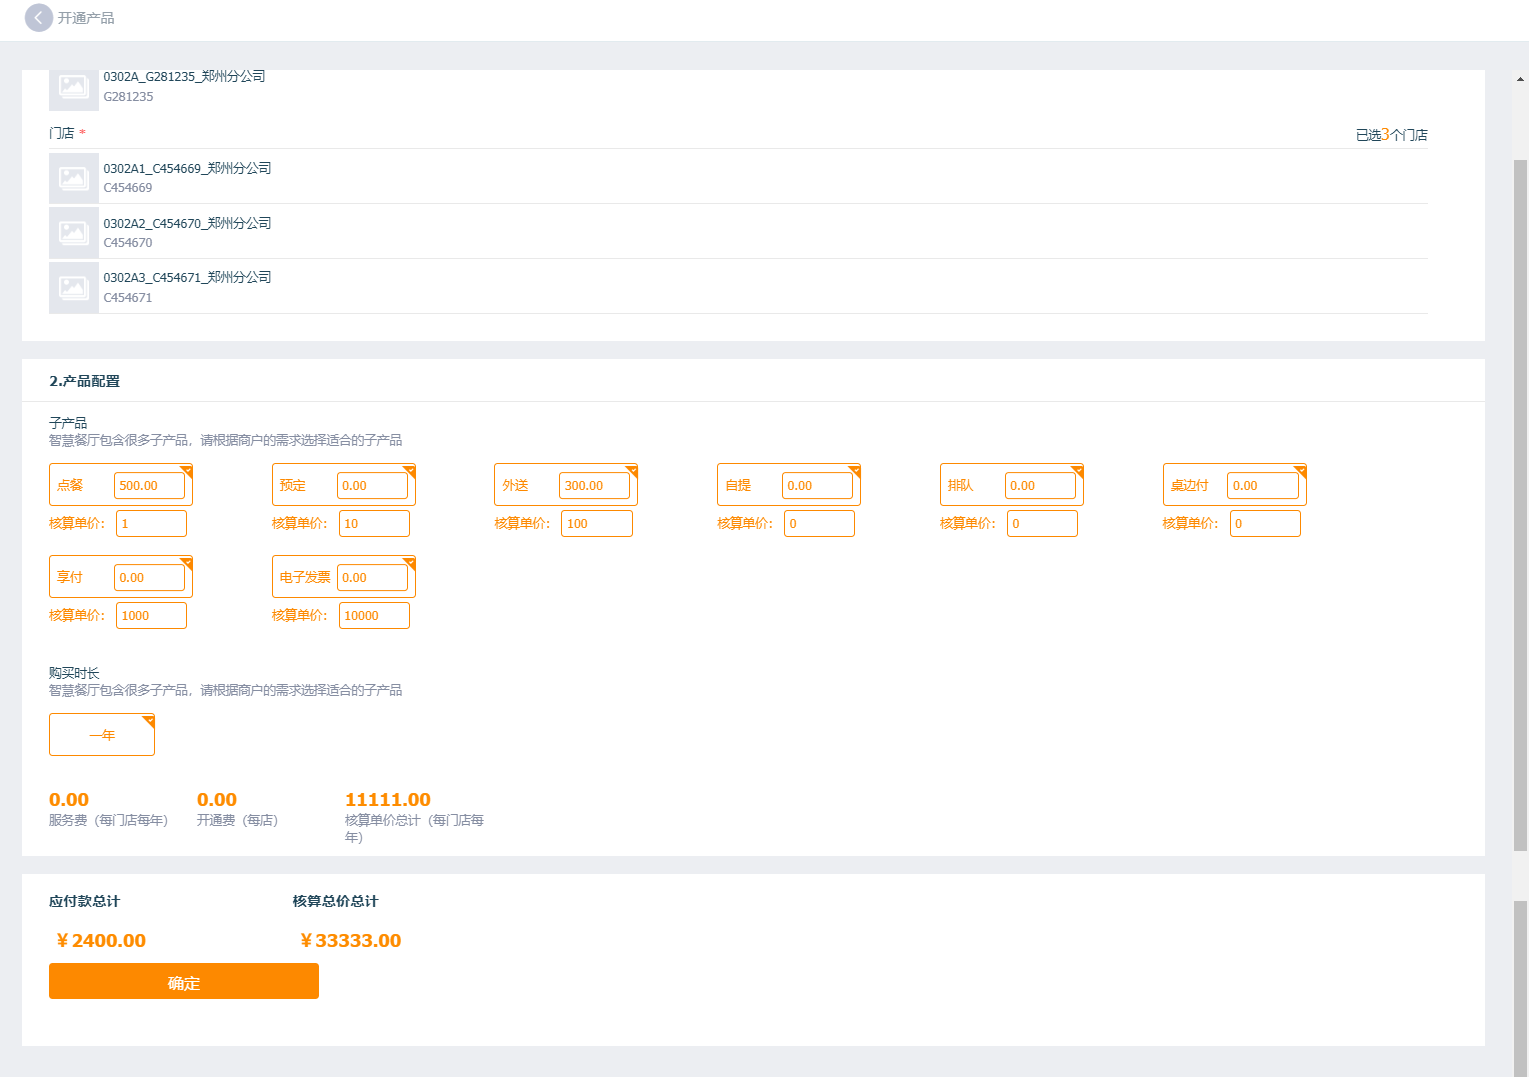 开通产品
0302A_G281235_郑州分公司
G281235
门店 *
已选3个门店
0302A1_C454669_郑州分公司
C454669
0302A2_C454670_郑州分公司
C454670
0302A3_C454671_郑州分公司
C454671
2.产品配置
子产品
智慧餐厅包含很多子产品，请根据商户的需求选择适合的子产品
点餐 500.00 预定 0.00 外送 300.00 自提 0.00 排队 0.00 桌边付 0.00
核算单价： 1 核算单价： 10 核算单价： 100 核算单价： 0 核算单价： 0 核算单价： 0
享付 0.00 电子发票 0.00
核算单价： 1000 核算单价： 10000
购买时长
智慧餐厅包含很多子产品，请根据商户的需求选择适合的子产品
一年
0.00 0.00 11111.00
服务费（每门店每年） 开通费（每店） 核算单价总计（每门店每
年）
应付款总计 核算总价总计
￥2400.00 ￥33333.00
确定